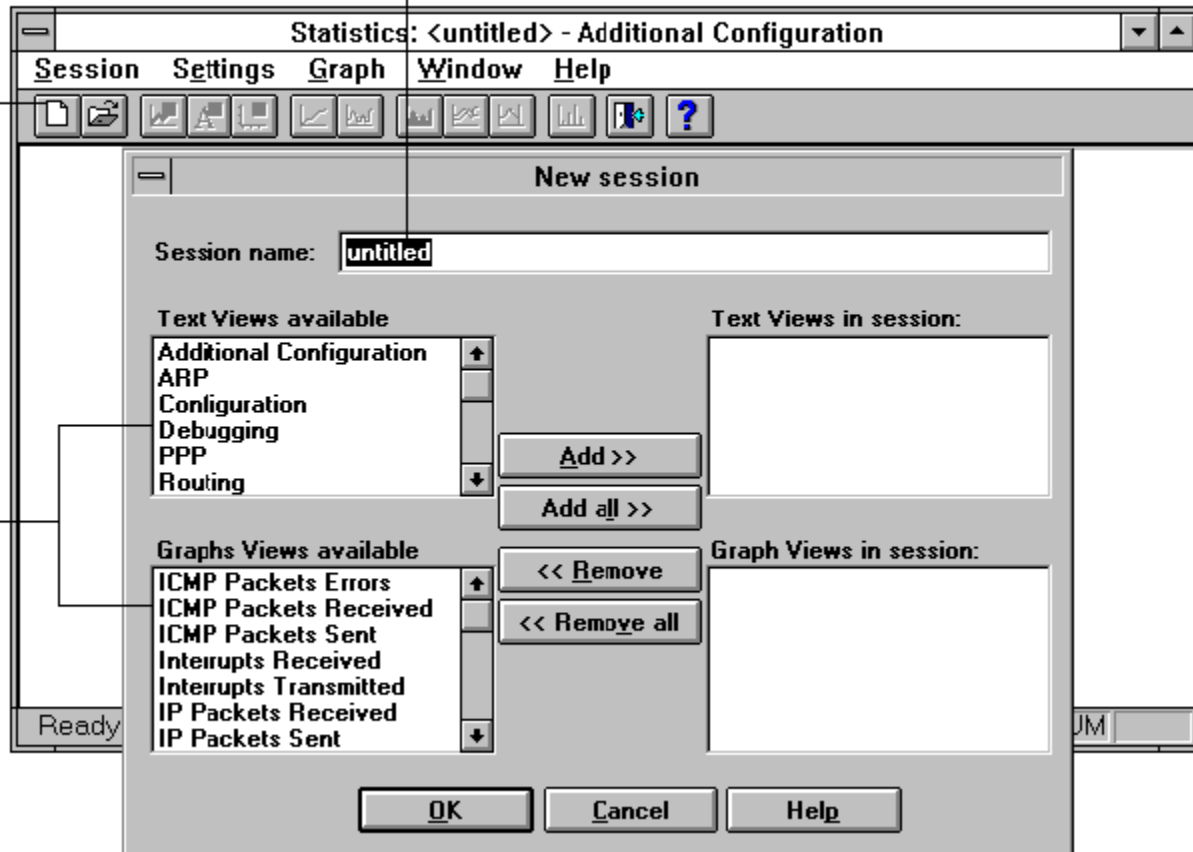 Statistics: <untitled> - Additional Configuration
Session Settings Graph Window Help
New session
Session name: untitled
Text Views available
Additional Configuration
ARP
Configuration
Debugging
PPP
Routing
Text Views in session:
Add >>
Add all >>
<< Remove
<< Remove all
Graphs Views available
ICMP Packets Errors
ICMP Packets Received
ICMP Packets Sent
Interrupts Received
Interrupts Transmitted
IP Packets Received
IP Packets Sent
Graph Views in session:
Ready
UM
OK Cancel Help